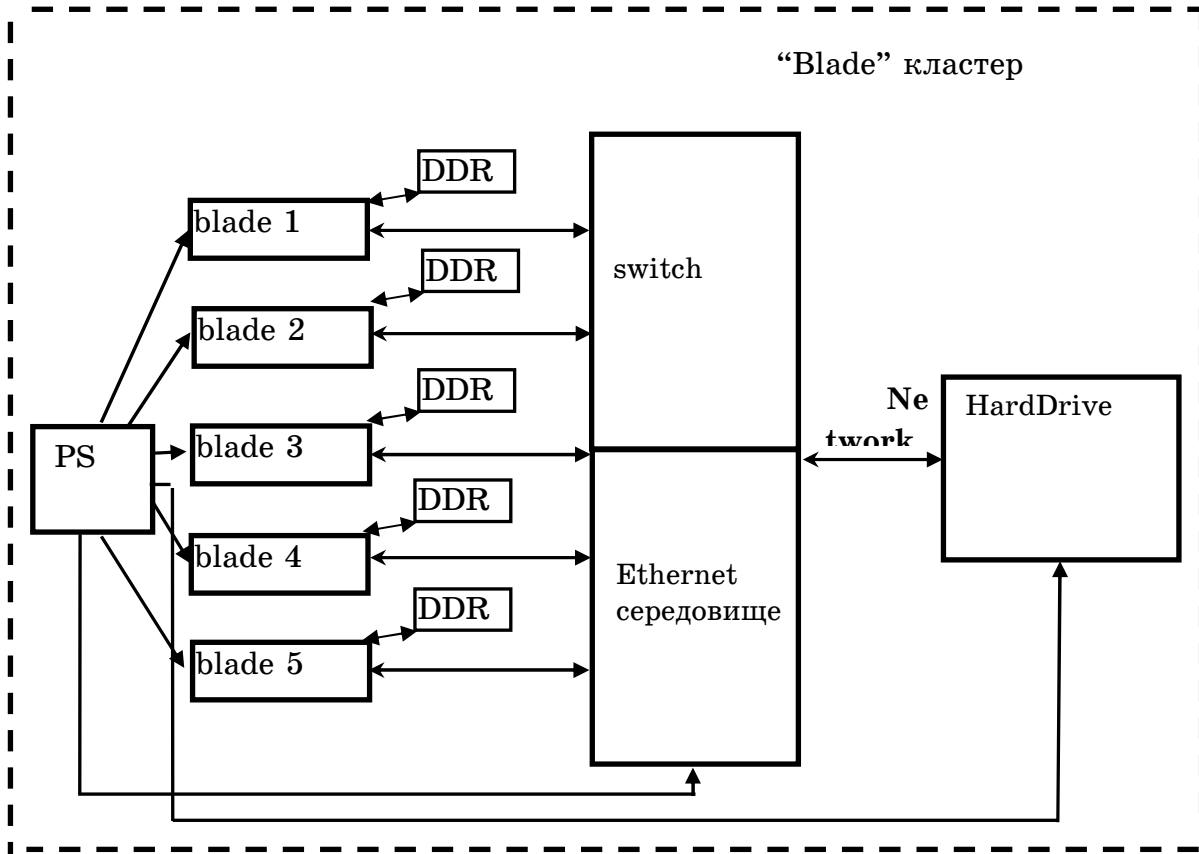 “Blade” кластер
DDR
blade 1
DDR
switch
blade 2
DDR
Ne
twork
HardDrive
blade 3
PS
DDR
blade 4
Ethernet
середовище
DDR
blade 5